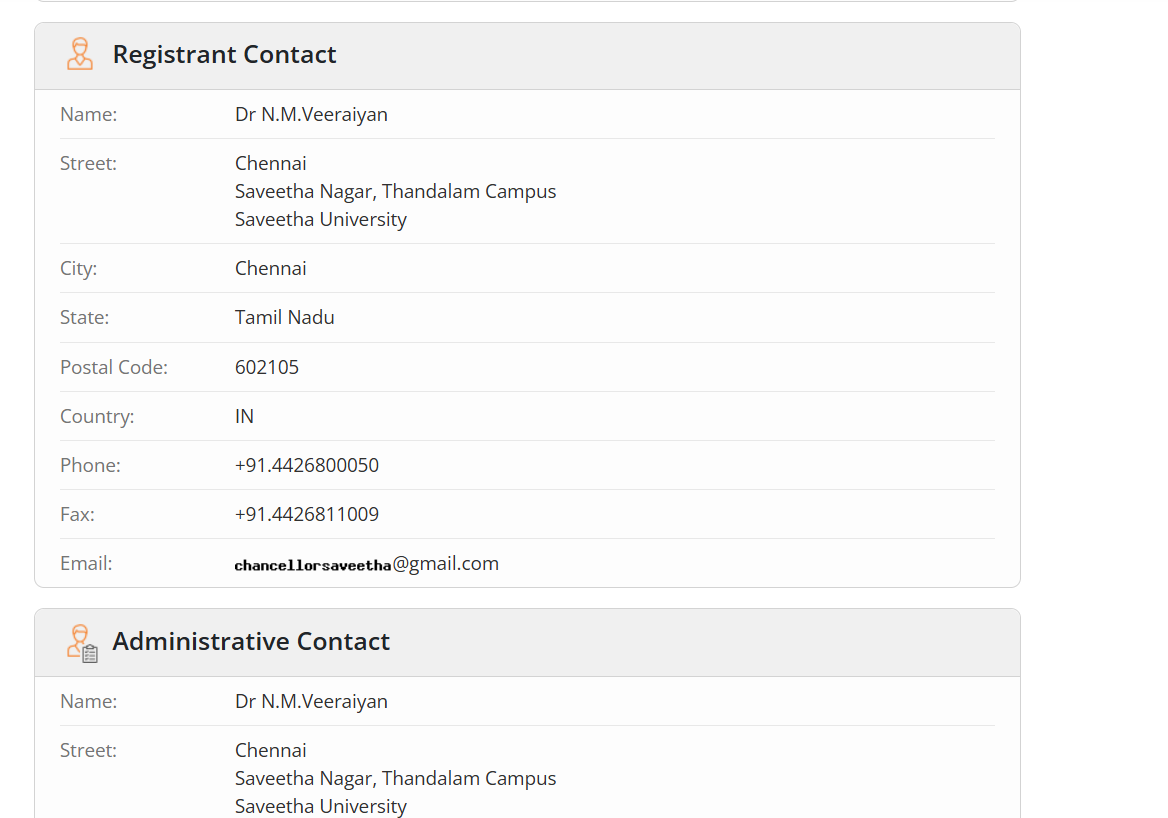 Registrant Contact
Name: Dr N.M.Veeraiyan
Street: Chennai
Saveetha Nagar, Thandalam Campus
Saveetha University
City: Chennai
State: Tamil Nadu
Postal Code: 602105
Country: IN
Phone: +91.4426800050
Fax: +91.4426811009
Email: chancellorsaveetha@gmail.com
Administrative Contact
Name: Dr N.M.Veeraiyan
Street: Chennai
Saveetha Nagar, Thandalam Campus
Saveetha University